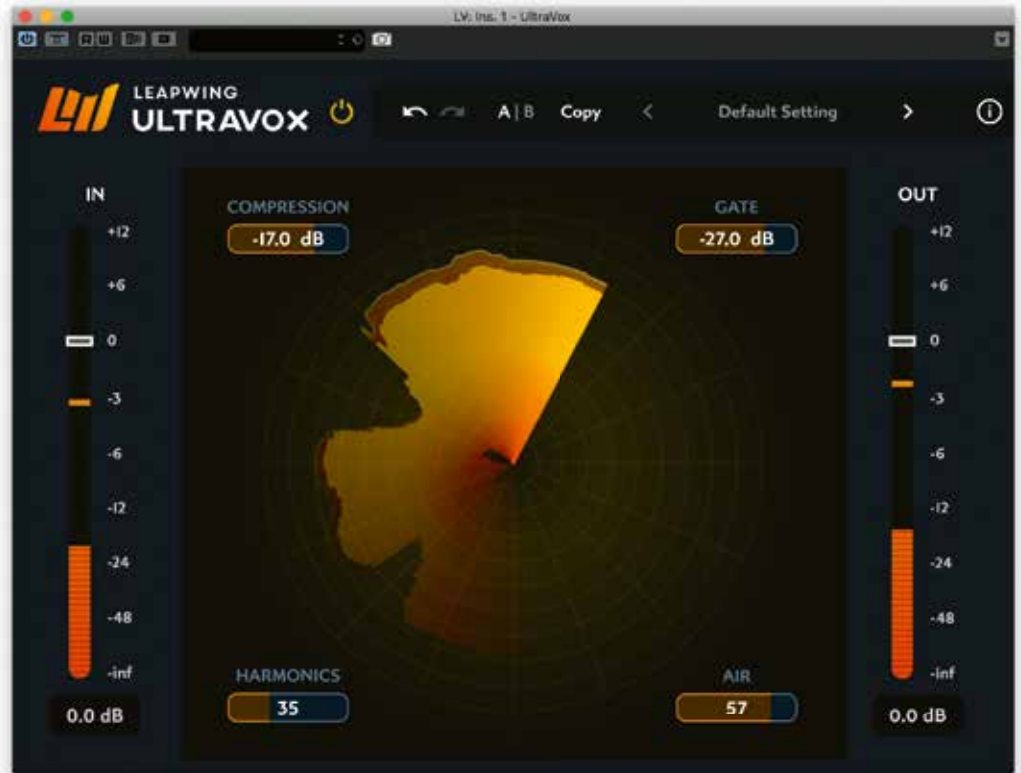 LV: Ins. 1 - UltraVox
LEAPWING
ULTRAVOX
A|B Copy < Default Setting >
IN
+12
+6
0
-3
-6
-12
-24
-48
-inf
0.0 dB
COMPRESSION
-17.0 dB
GATE
-27.0 dB
HARMONICS
35
AIR
57
OUT
+12
+6
0
-3
-6
-12
-24
-48
-inf
0.0 dB